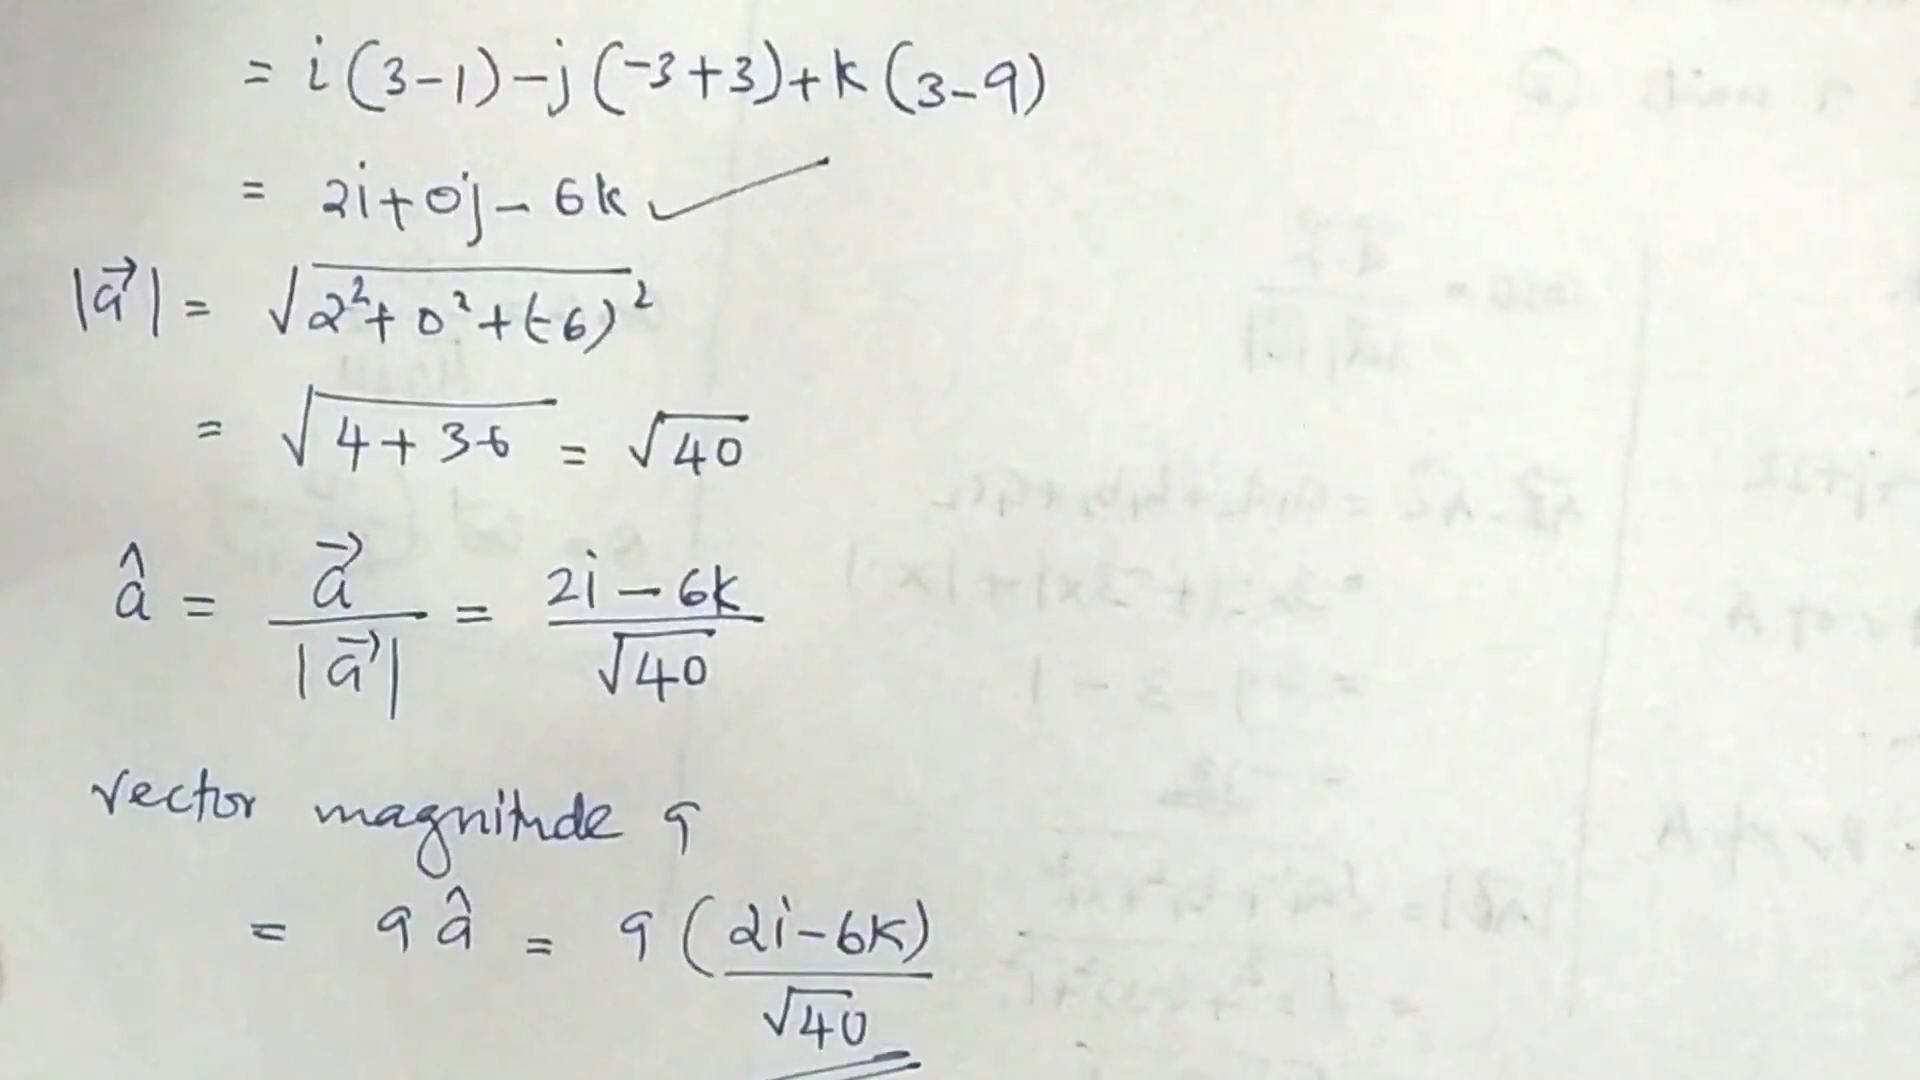 = i (3-1) - j (-3+3) + k (3-9)
= 2i + 0j - 6k ✓
|a⃗| = √(2² + 0² + (-6)²)
= √(4+36) = √40
â = a⃗/|a⃗| = (2i - 6k)/√40
vector magnitude 9
= 9 â = 9 (2i - 6k)/√40